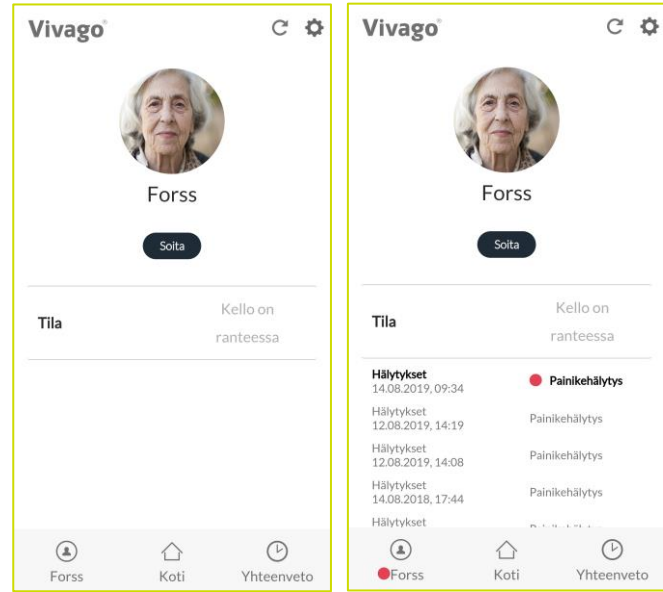 Vivago®
Forss
Soita
Tila
Kello on
ranteessa
Forss
Koti
Yhteenveto
Vivago®
Forss
Soita
Tila
Kello on
ranteessa
Hälytykset
14.08.2019, 09:34
Painikehälytys
Hälytykset
12.08.2019, 14:19
Painikehälytys
Hälytykset
12.08.2019, 14:08
Painikehälytys
Hälytykset
14.08.2018, 17:44
Painikehälytys
Hälytykset
Forss
Koti
Yhteenveto